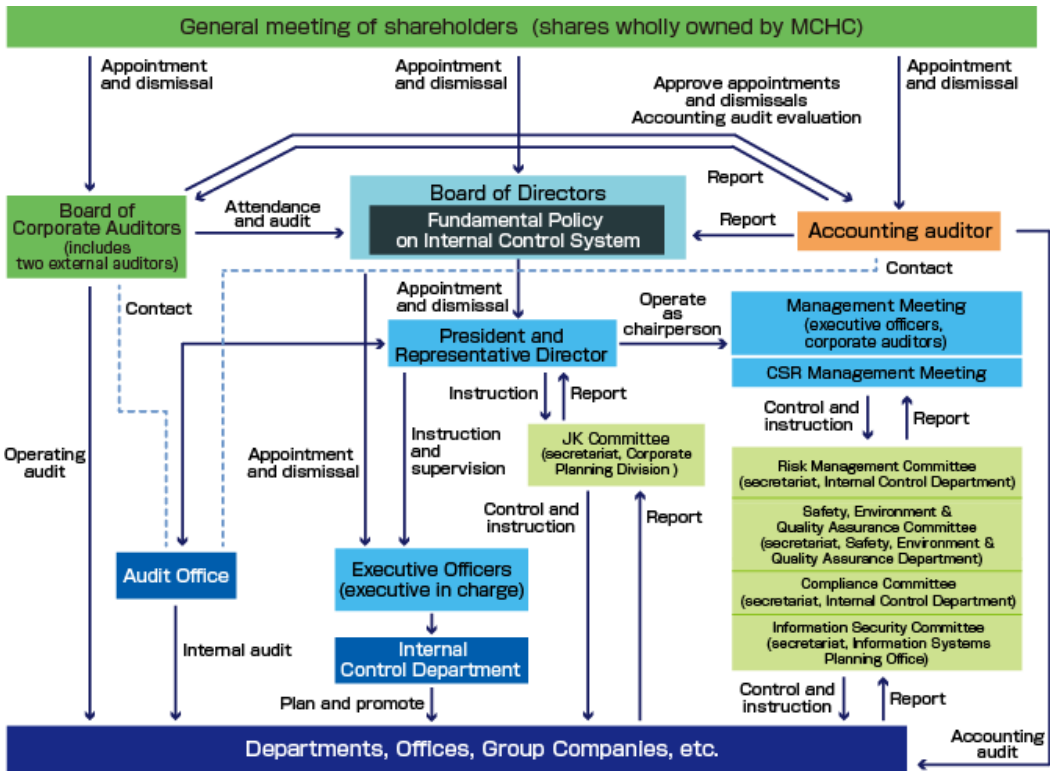 General meeting of shareholders (shares wholly owned by MCHC)
Appointment
and dismissal
Appointment
and dismissal
Approve appointments
and dismissals
Accounting audit evaluation
Appointment
and dismissal
Board of
Corporate Auditors
(includes
two external auditors)
Attendance
and audit
Board of Directors
Fundamental Policy
on Internal Control System
Report
Report
Accounting auditor
Contact
Contact
Appointment
and dismissal
Operate
as
chairperson
Management Meeting
(executive officers,
corporate auditors)
CSR Management Meeting
President and
Representative Director
Instruction
Report
Control and
instruction
Report
Operating
audit
Appointment
and dismissal
Instruction
and
supervision
JK Committee
(secretariat, Corporate
Planning Division )
Control and
instruction
Report
Risk Management Committee
(secretariat, Internal Control Department)
Safety, Environment &
Quality Assurance Committee
(secretariat, Safety, Environment &
Quality Assurance Department)
Compliance Committee
(secretariat, Internal Control Department)
Information Security Committee
(secretariat, Information Systems
Planning Office)
Audit Office
Executive Officers
(executive in charge)
Internal audit
Internal
Control Department
Plan and promote
Control and
instruction
Report
Departments, Offices, Group Companies, etc.
Accounting
audit